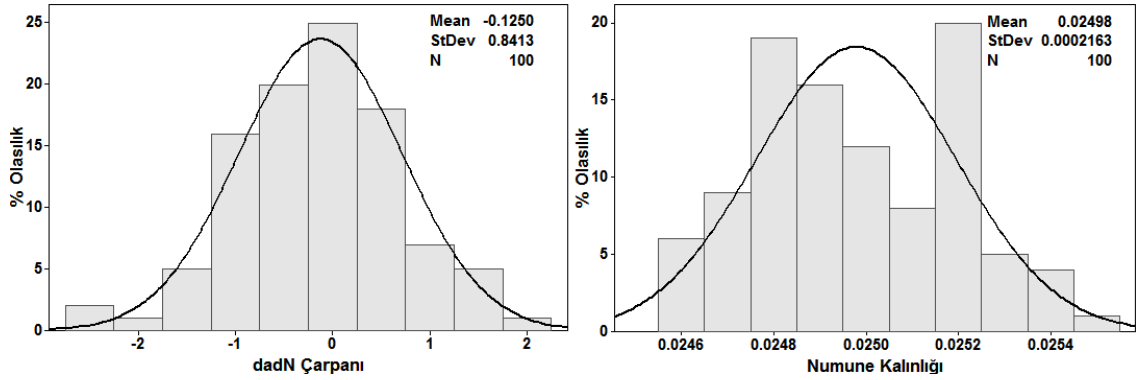 Mean -0.1250
StDev 0.8413
N 100
% Olasılık
25
20
15
10
5
0
-2 -1 0 1 2
dadN Çarpanı
Mean 0.02498
StDev 0.0002163
N 100
% Olasılık
20
15
10
5
0
0.0246 0.0248 0.0250 0.0252 0.0254
Numune Kalınlığı